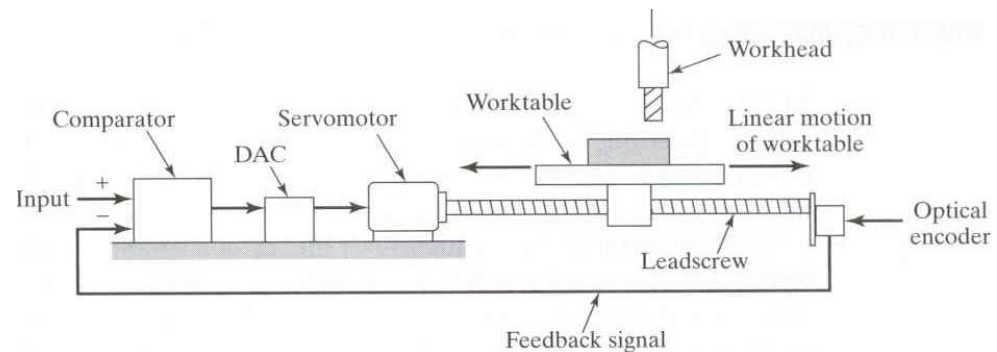 Workhead
Worktable
Linear motion
of worktable
Comparator
Servomotor
DAC
+
Input
−
Optical
encoder
Leadscrew
Feedback signal